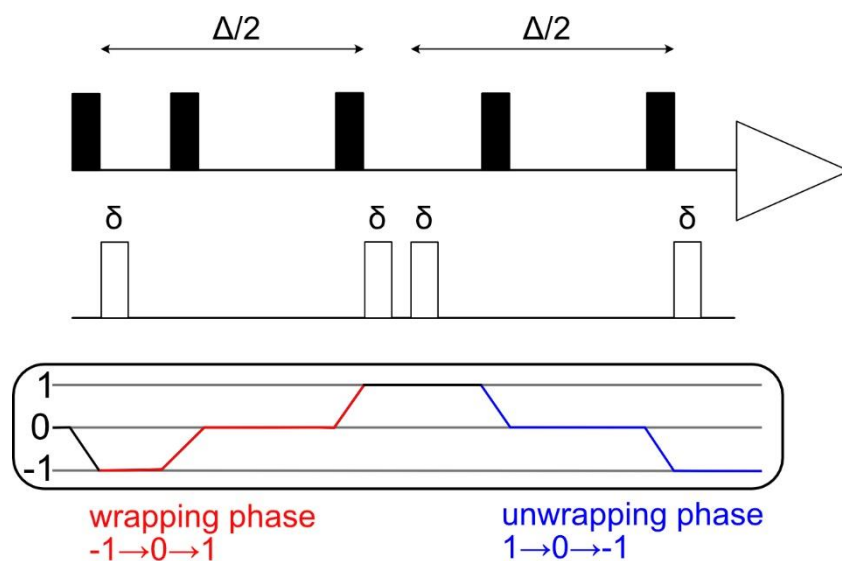 Δ/2 Δ/2
δ δ δ δ
1
0
-1
wrapping phase unwrapping phase
-1→0→1 1→0→-1